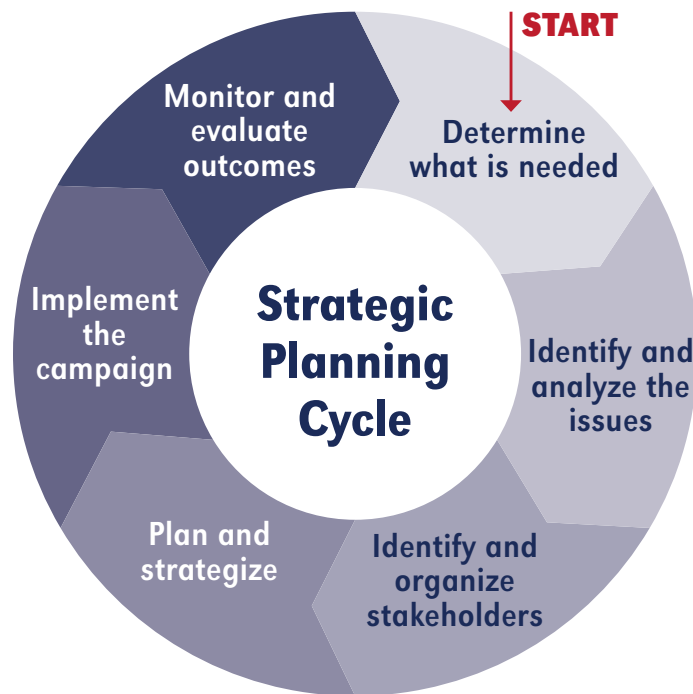 START
Determine
what is needed
Identify and
analyze the
issues
Identify and
organize
stakeholders
Plan and
strategize
Implement
the
campaign
Monitor and
evaluate
outcomes
Strategic
Planning
Cycle